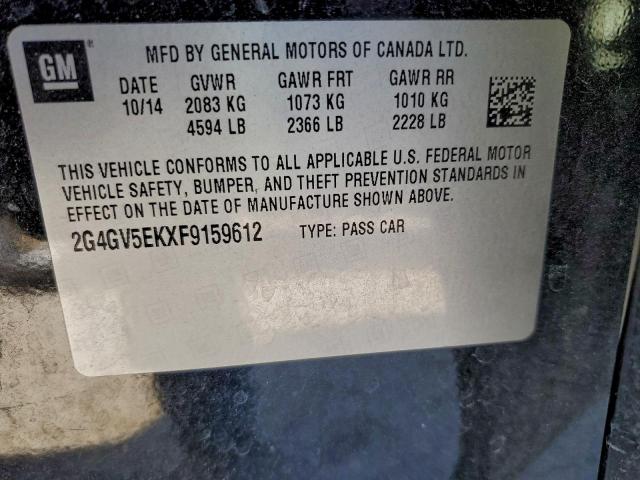 GM
MFD BY GENERAL MOTORS OF CANADA LTD.
DATE GVWR GAWR FRT GAWR RR
10/14 2083 KG 1073 KG 1010 KG
4594 LB 2366 LB 2228 LB
THIS VEHICLE CONFORMS TO ALL APPLICABLE U.S. FEDERAL MOTOR
VEHICLE SAFETY, BUMPER, AND THEFT PREVENTION STANDARDS IN
EFFECT ON THE DATE OF MANUFACTURE SHOWN ABOVE.
2G4GV5EKXF9159612 TYPE: PASS CAR